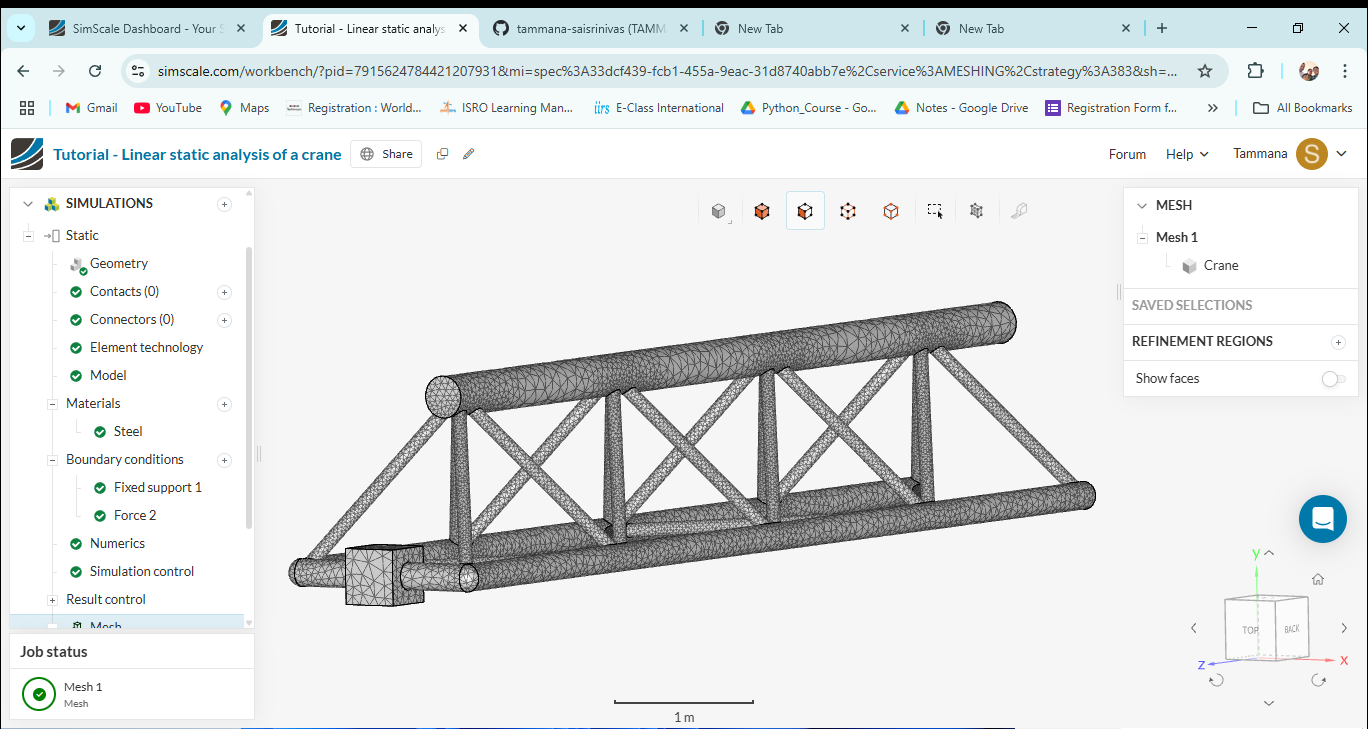 SimScale Dashboard - Your S
Tutorial - Linear static analys
tammana-saisrinivas (TAMM
New Tab
New Tab
simscale.com/workbench/?pid=7915624784421207931&mi=spec%3A33dcf439-fcb1-455a-9eac-31d8740abb7e%2Cservice%3AMESHING%2Cstrategy%3A383&sh=...
Gmail
YouTube
Maps
Registration : World...
ISRO Learning Man...
iirs E-Class International
Python_Course - Go...
Notes - Google Drive
Registration Form f...
All Bookmarks
Tutorial - Linear static analysis of a crane
Share
Forum
Help
Tammana
S
SIMULATIONS
Static
Geometry
Contacts (0)
Connectors (0)
Element technology
Model
Materials
Steel
Boundary conditions
Fixed support 1
Force 2
Numerics
Simulation control
Result control
Mesh
Job status
Mesh 1
Mesh
MESH
Mesh 1
Crane
SAVED SELECTIONS
REFINEMENT REGIONS
Show faces
y
TOP
BACK
Z
X
1 m